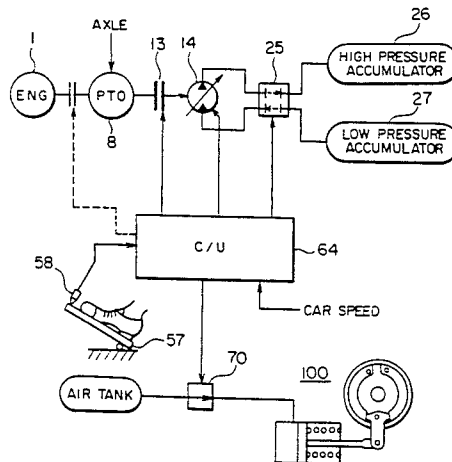 AXLE
1
13
14
25
26
ENG
PTO
8
HIGH PRESSURE
ACCUMULATOR
27
LOW PRESSURE
ACCUMULATOR
C/U
64
58
57
CAR SPEED
70
100
AIR TANK